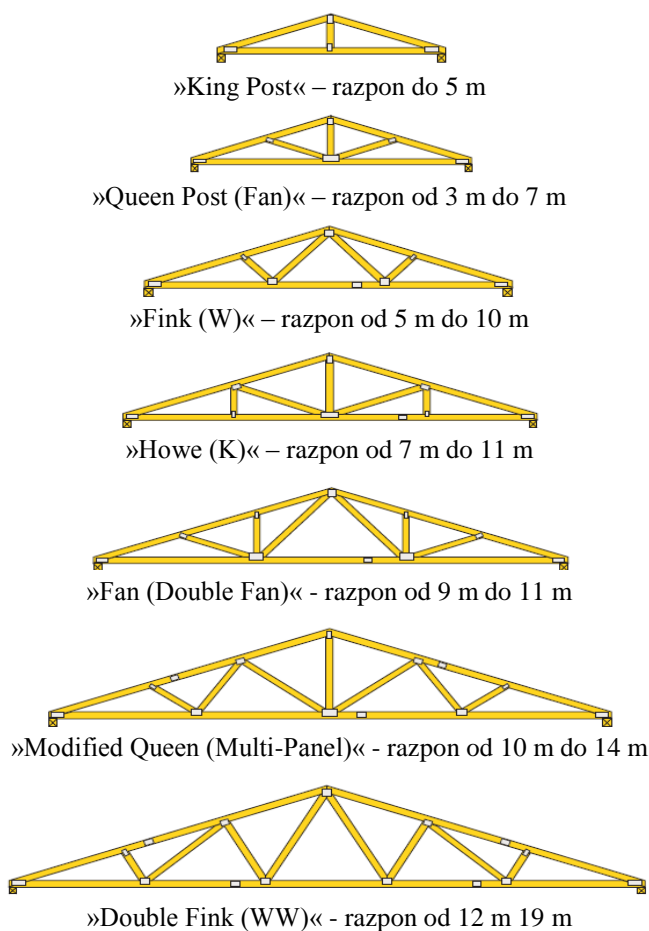 »King Post« – razpon do 5 m
»Queen Post (Fan)« – razpon od 3 m do 7 m
»Fink (W)« – razpon od 5 m do 10 m
»Howe (K)« – razpon od 7 m do 11 m
»Fan (Double Fan)« - razpon od 9 m do 11 m
»Modified Queen (Multi-Panel)« - razpon od 10 m do 14 m
»Double Fink (WW)« - razpon od 12 m 19 m